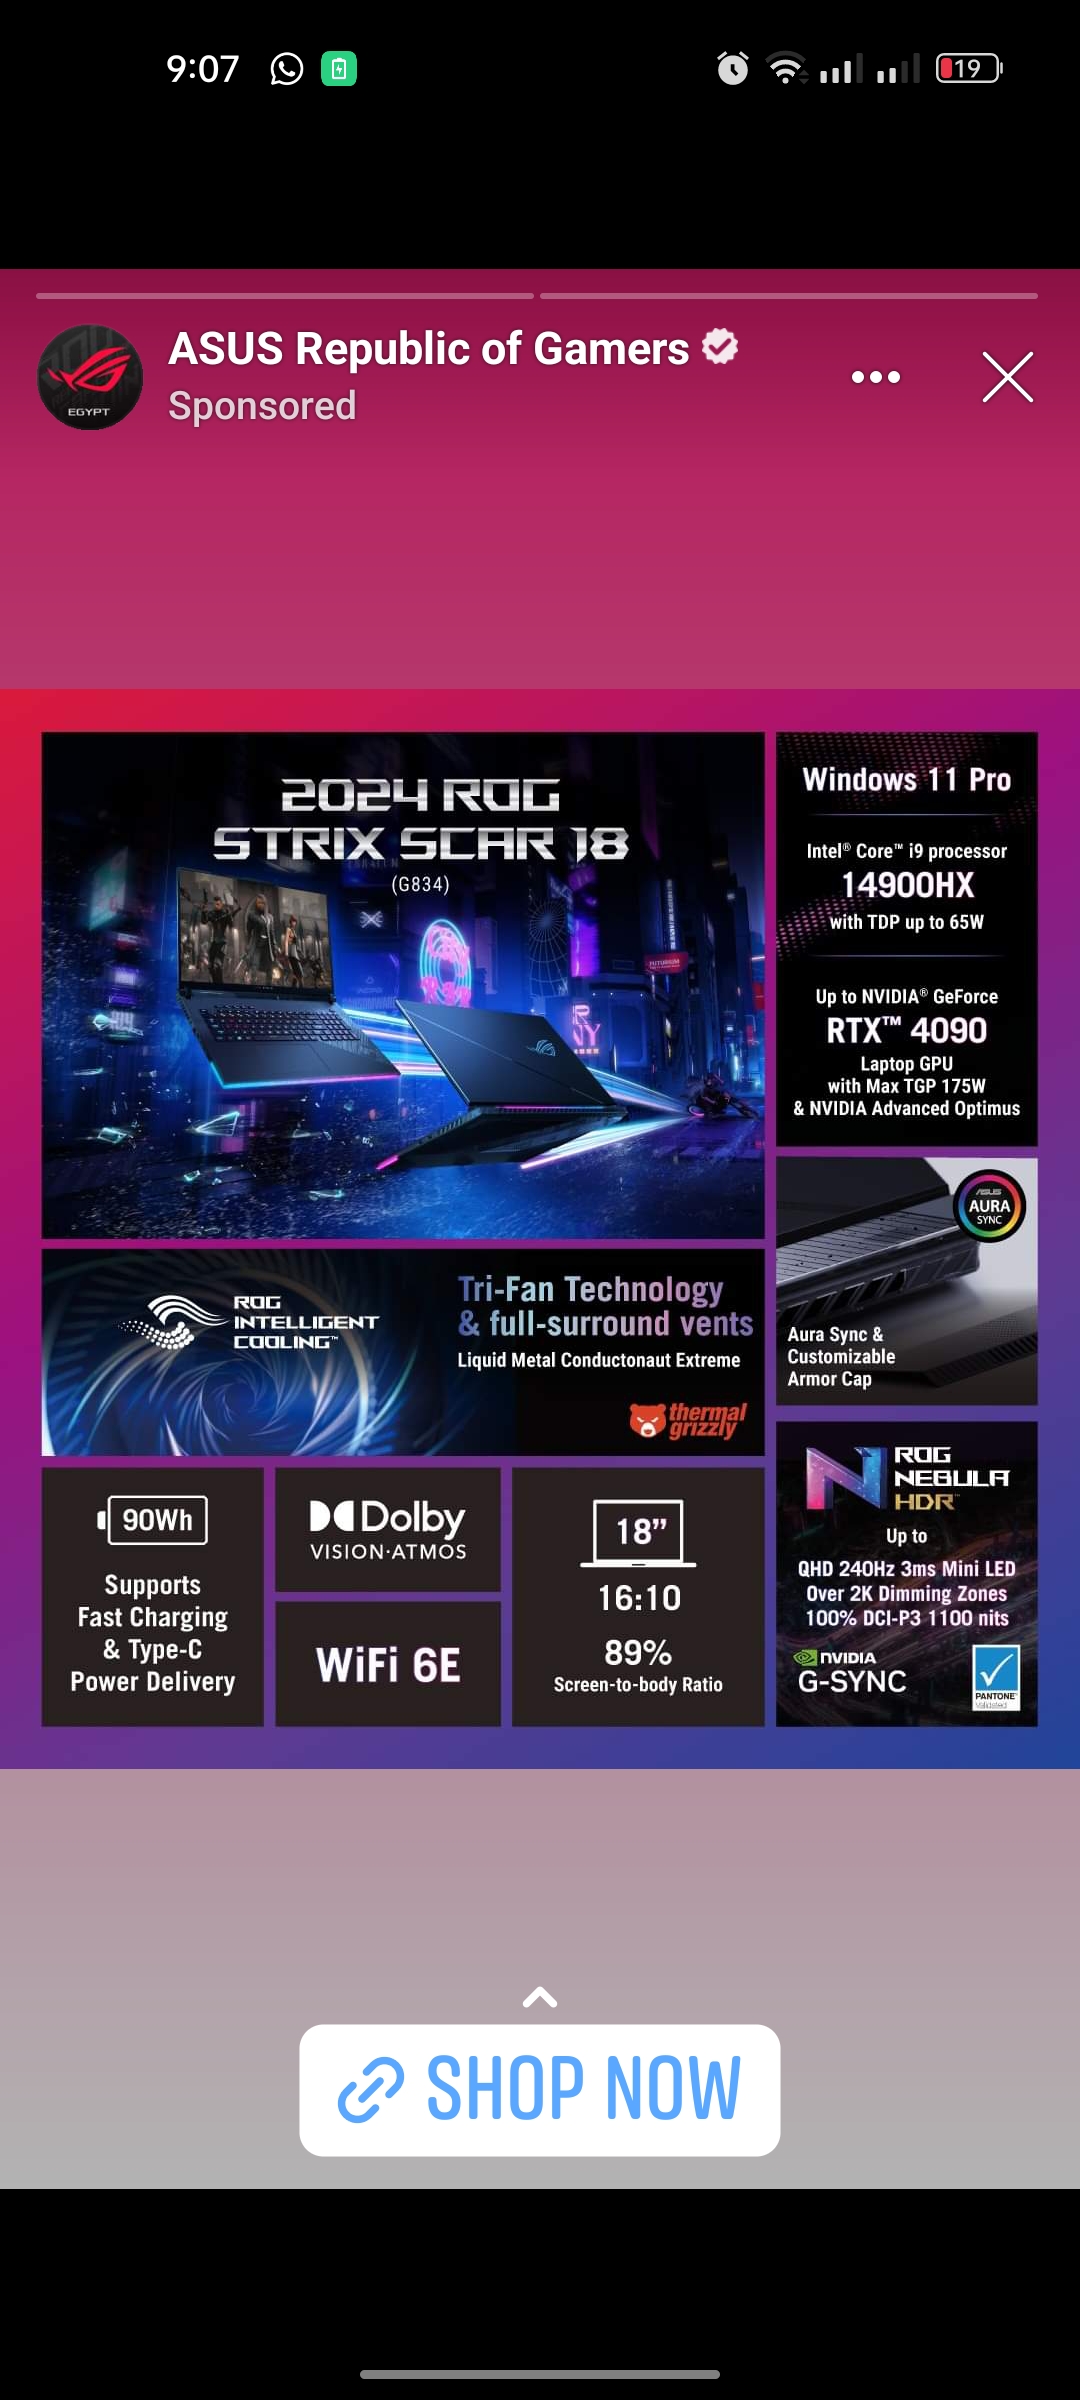 9:07
19
ASUS Republic of Gamers
Sponsored
EGYPT
2024 ROG
STRIX SCAR 18
(G834)
Windows 11 Pro
Intel® Core™ i9 processor
14900HX
with TDP up to 65W
Up to NVIDIA® GeForce
RTX™ 4090
Laptop GPU
with Max TGP 175W
& NVIDIA Advanced Optimus
ROG
INTELLIGENT
COOLING™
Tri-Fan Technology
& full-surround vents
Liquid Metal Conductonaut Extreme
thermal
grizzly
ASUS
AURA
SYNC
Aura Sync &
Customizable
Armor Cap
90Wh
Supports
Fast Charging
& Type-C
Power Delivery
Dolby
VISION·ATMOS
WiFi 6E
18”
16:10
89%
Screen-to-body Ratio
ROG
NEBULA
HDR™
Up to
QHD 240Hz 3ms Mini LED
Over 2K Dimming Zones
100% DCI-P3 1100 nits
NVIDIA
G-SYNC
PANTONE®
Validated
SHOP NOW